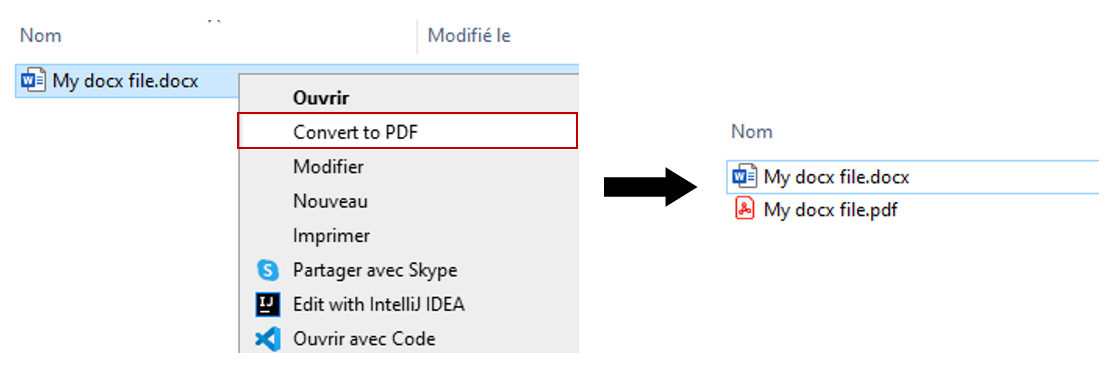 Nom Modifié le
My docx file.docx
Ouvrir
Convert to PDF
Modifier
Nouveau
Imprimer
Partager avec Skype
Edit with IntelliJ IDEA
Ouvrir avec Code
Nom
My docx file.docx
My docx file.pdf